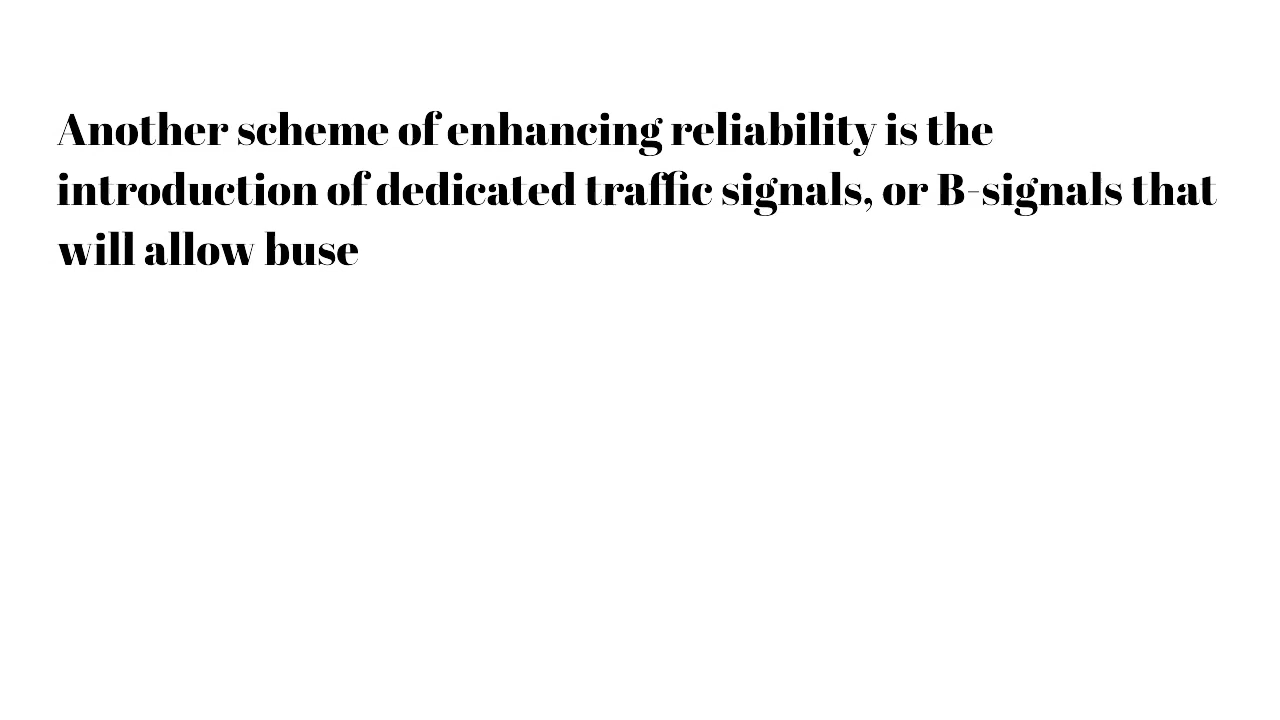 Another scheme of enhancing reliability is the
introduction of dedicated traffic signals, or B-signals that
will allow buse